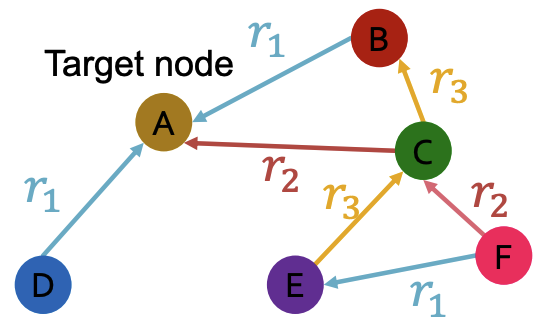 r₁
B
Target node
r₃
A
C
r₂
r₁
r₃
r₂
F
D
E
r₁